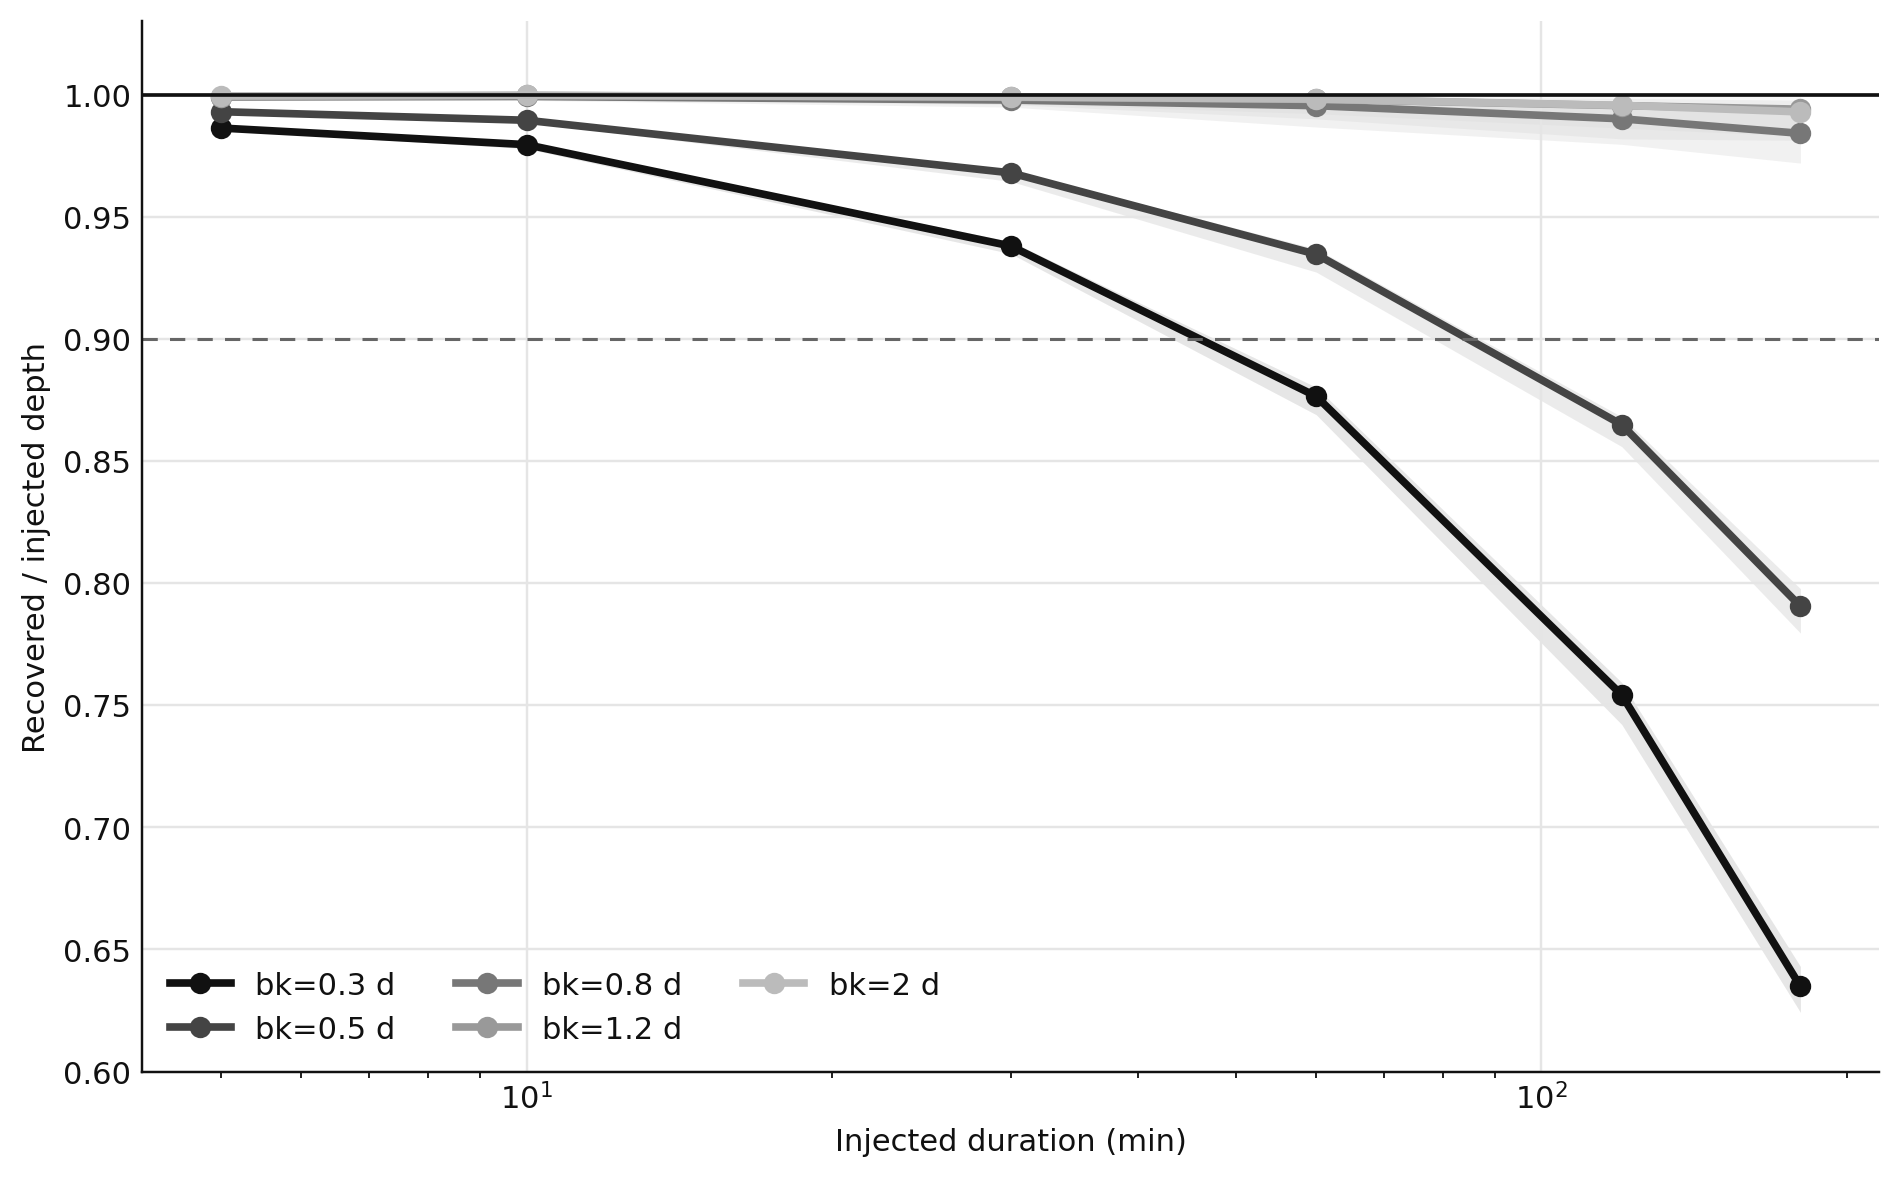 Recovered / injected depth
1.00
0.95
0.90
0.85
0.80
0.75
0.70
0.65
0.60
bk=0.3 d
bk=0.5 d
bk=0.8 d
bk=1.2 d
bk=2 d
10¹
10²
Injected duration (min)